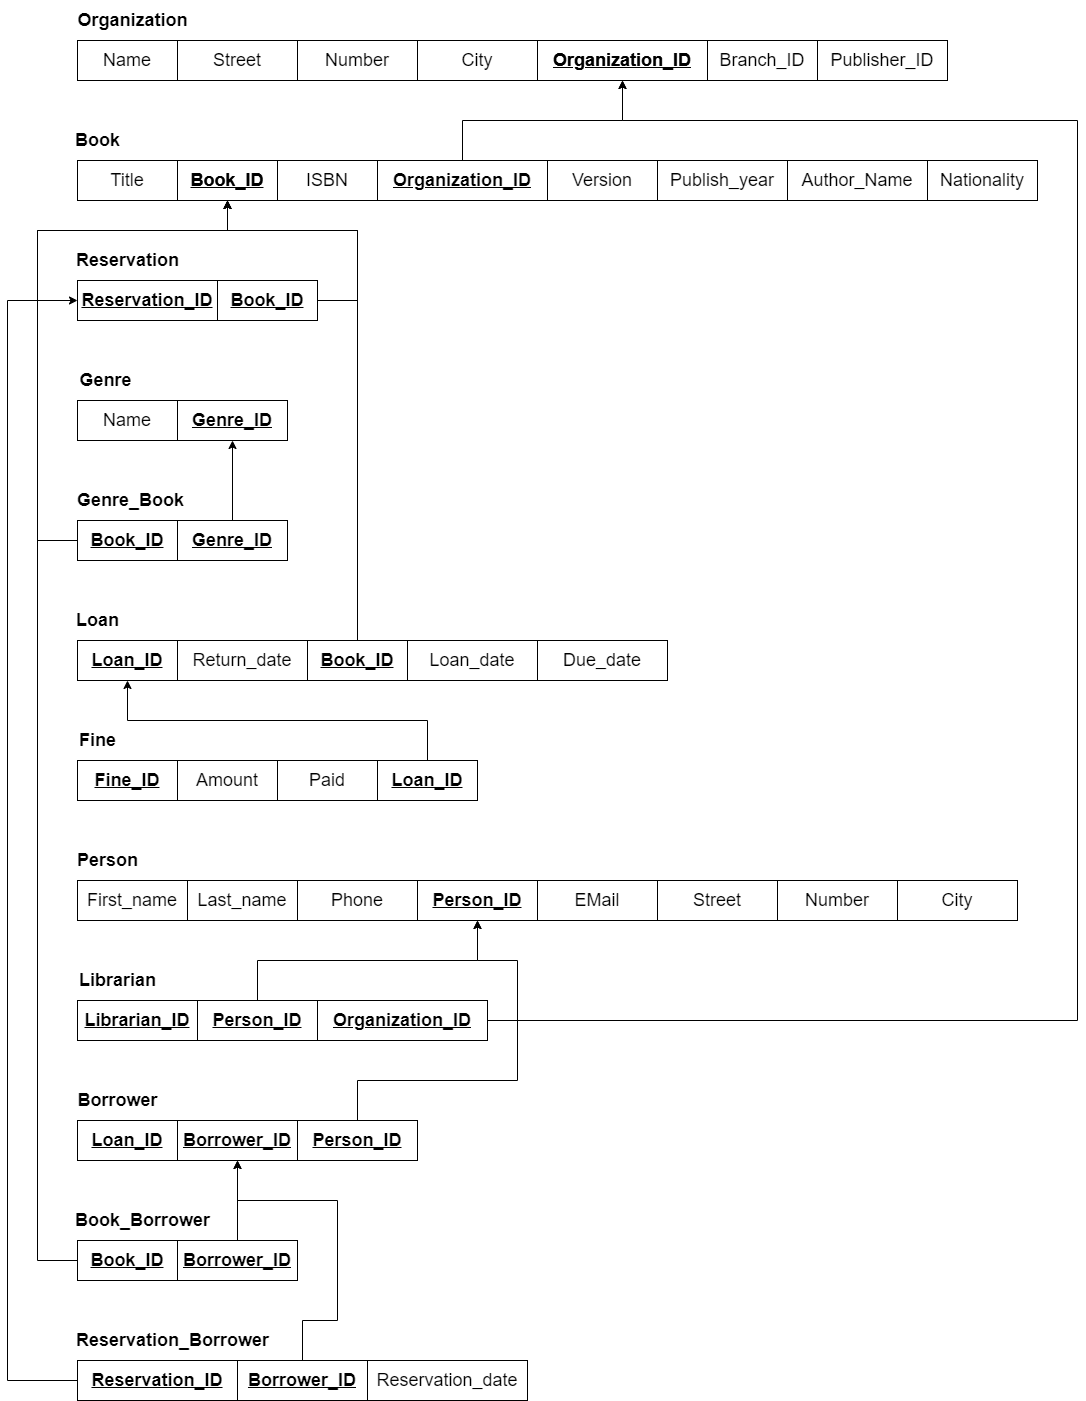 Organization
Name Street Number City Organization_ID Branch_ID Publisher_ID
Book
Title Book_ID ISBN Organization_ID Version Publish_year Author_Name Nationality
Reservation
Reservation_ID Book_ID
Genre
Name Genre_ID
Genre_Book
Book_ID Genre_ID
Loan
Loan_ID Return_date Book_ID Loan_date Due_date
Fine
Fine_ID Amount Paid Loan_ID
Person
First_name Last_name Phone Person_ID EMail Street Number City
Librarian
Librarian_ID Person_ID Organization_ID
Borrower
Loan_ID Borrower_ID Person_ID
Book_Borrower
Book_ID Borrower_ID
Reservation_Borrower
Reservation_ID Borrower_ID Reservation_date